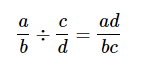 a/b ÷ c/d = ad/bc